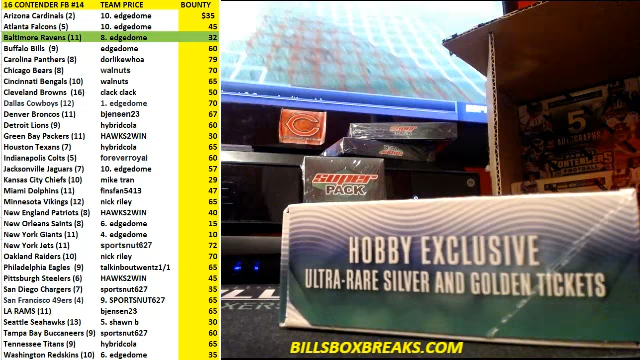 16 CONTENDER FB #14 TEAM PRICE BOUNTY
Arizona Cardinals (2) 10. edgedome $35
Atlanta Falcons (5) 10. edgedome 45
Baltimore Ravens (11) 8. edgedome 32
Buffalo Bills (9) edgedome 60
Carolina Panthers (8) dorlikewhoa 79
Chicago Bears (8) walnuts 70
Cincinnati Bengals (10) walnuts 65
Cleveland Browns (16) clack clack 50
Dallas Cowboys (12) 1. edgedome 70
Denver Broncos (11) bjensen23 67
Detroit Lions (9) hybridcola 60
Green Bay Packers (11) HAWKS2WIN 30
Houston Texans (7) hybridcola 65
Indianapolis Colts (5) foreverroyal 60
Jacksonville Jaguars (7) 10. edgedome 57
Kansas City Chiefs (10) mike tran 29
Miami Dolphins (11) finsfan5413 47
Minnesota Vikings (12) nick riley 65
New England Patriots (8) HAWKS2WIN 40
New Orleans Saints (8) 6. edgedome 15
New York Giants (11) 4. edgedome 10
New York Jets (11) sportsnut627 72
Oakland Raiders (10) nick riley 70
Philadelphia Eagles (9) talkinboutwentz1/1 65
Pittsburgh Steelers (6) HAWKS2WIN 45
San Diego Chargers (7) sportsnut627 35
San Francisco 49ers (4) 9. SPORTSNUT627 65
LA RAMS (11) bjensen23 65
Seattle Seahawks (13) 5. shawn b 30
Tampa Bay Buccaneers (9) sportsnut627 60
Tennessee Titans (9) hybridcola 65
Washington Redskins (10) 6. edgedome 35
5
AUTOGRAPHS
CONTENDERS
FOOTBALL
super
PACK
HOBBY EXCLUSIVE
ULTRA-RARE SILVER AND GOLDEN TICKETS
BILLSBOXBREAKS.COM